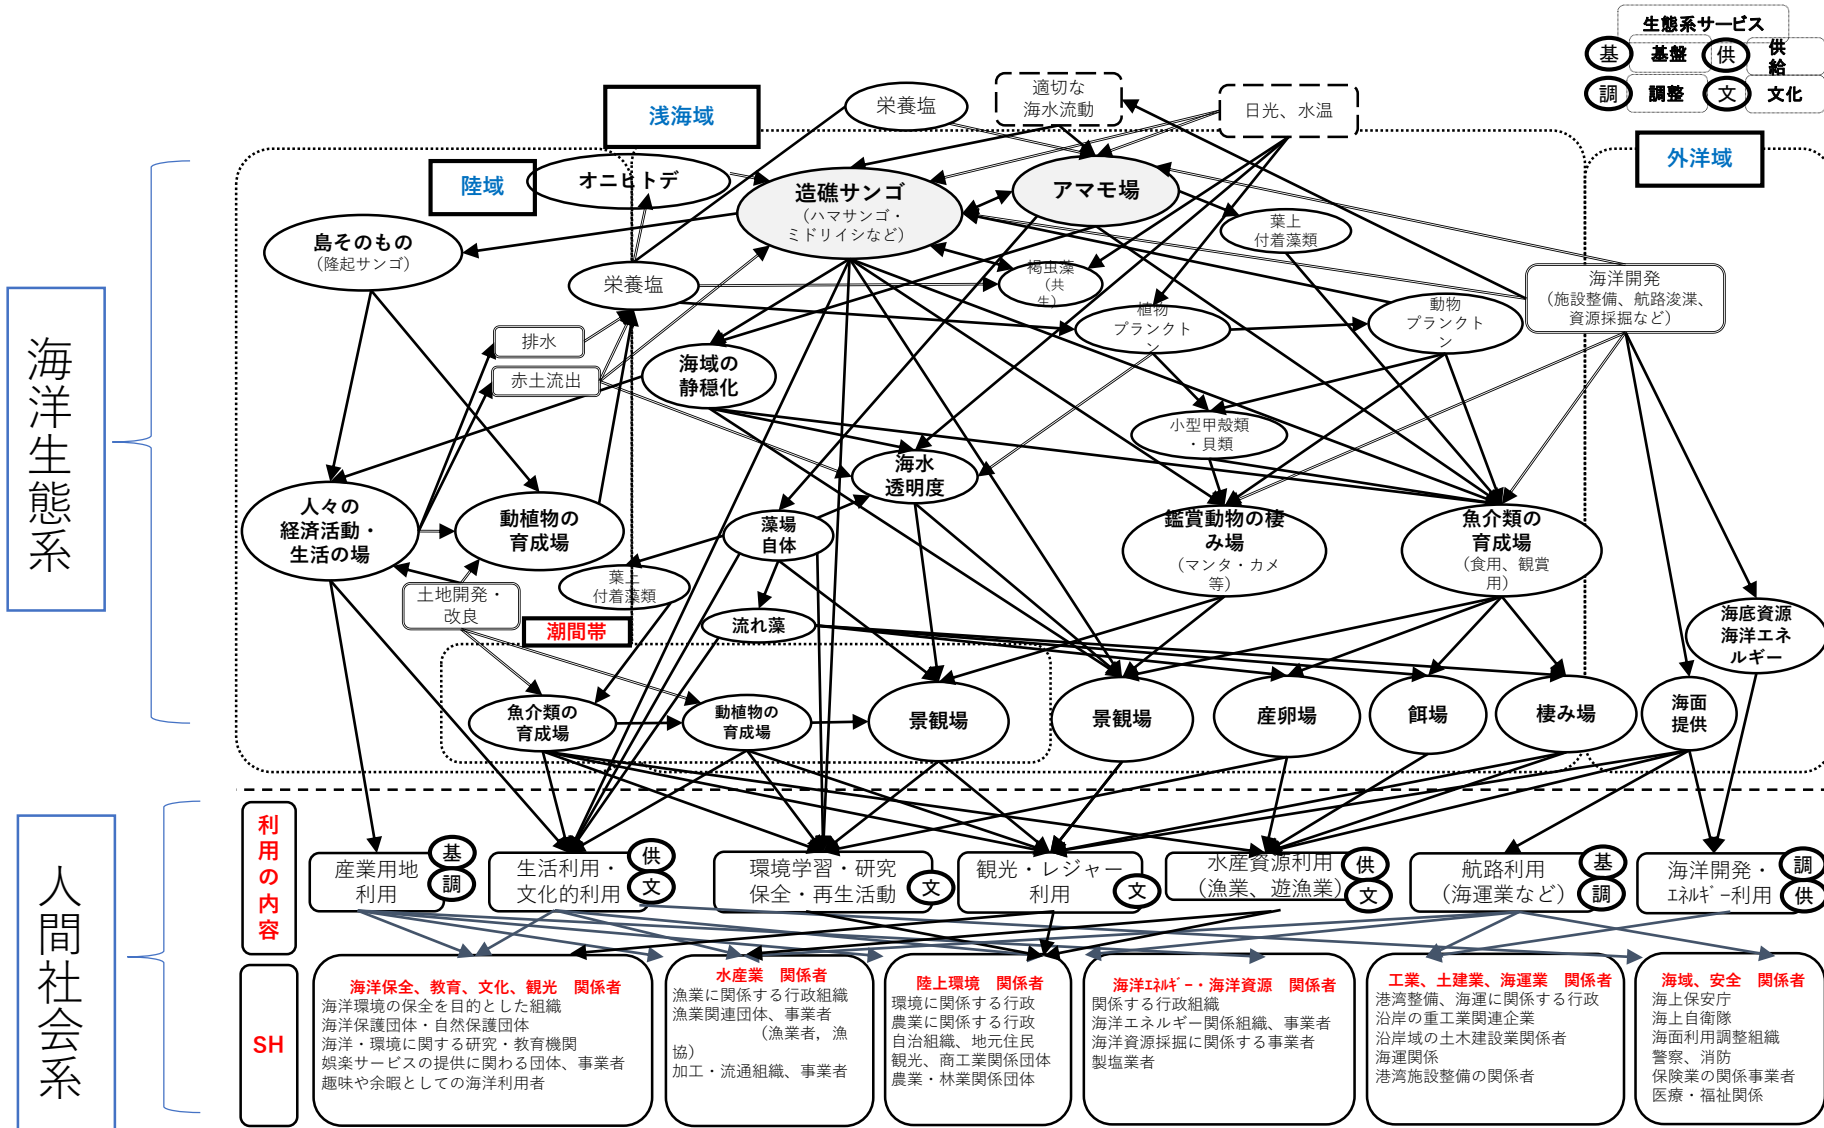 生態系サービス
基 基盤 供 供
給
調 調整 文 文化
浅海域
栄養塩
適切な
海水流動
日光、水温
外洋域
陸域
オニヒトデ
造礁サンゴ
（ハマサンゴ・
ミドリイシなど）
アマモ場
葉上
付着藻類
島そのもの
（隆起サンゴ）
栄養塩
褐虫藻
（共
生）
植物
プランクト
ン
動物
プランクト
ン
海洋開発
（施設整備、航路浚渫、
資源採掘など）
排水
赤土流出
海域の
静穏化
小型甲殻類
・貝類
海水
透明度
海洋生態系
人々の
経済活動・
生活の場
動植物の
育成場
藻場
自体
鑑賞動物の棲
み場
（マンタ・カメ
等）
魚介類の
育成場
（食用、観賞
用）
葉上
付着藻類
土地開発・
改良
潮間帯
流れ藻
海底資源
海洋エネ
ルギー
魚介類の
育成場
動植物の
育成場
景観場
景観場
産卵場
餌場
棲み場
海面
提供
人間社会系
利用の内容
産業用地
利用
基
調
生活利用・
文化的利用
供
文
環境学習・研究
保全・再生活動
文
観光・レジャー
利用
文
水産資源利用
（漁業、遊漁業）
供
文
航路利用
（海運業など）
基
調
海洋開発・
ｴﾈﾙｷﾞｰ利用
調
供
SH
海洋保全、教育、文化、観光　関係者
海洋環境の保全を目的とした組織
海洋保護団体・自然保護団体
海洋・環境に関する研究・教育機関
娯楽サービスの提供に関わる団体、事業者
趣味や余暇としての海洋利用者
水産業　関係者
漁業に関係する行政組織
漁業関連団体、事業者
（漁業者，漁
協）
加工・流通組織、事業者
陸上環境　関係者
環境に関係する行政
農業に関係する行政
自治組織、地元住民
観光、商工業関係団体
農業・林業関係団体
海洋ｴﾈﾙｷﾞｰ・海洋資源　関係者
関係する行政組織
海洋エネルギー関係組織、事業者
海洋資源採掘に関係する事業者
製塩業者
工業、土建業、海運業　関係者
港湾整備、海運に関係する行政
沿岸の重工業関連企業
沿岸域の土木建設業関係者
海運関係
港湾施設整備の関係者
海域、安全　関係者
海上保安庁
海上自衛隊
海面利用調整組織
警察、消防
保険業の関係事業者
医療・福祉関係